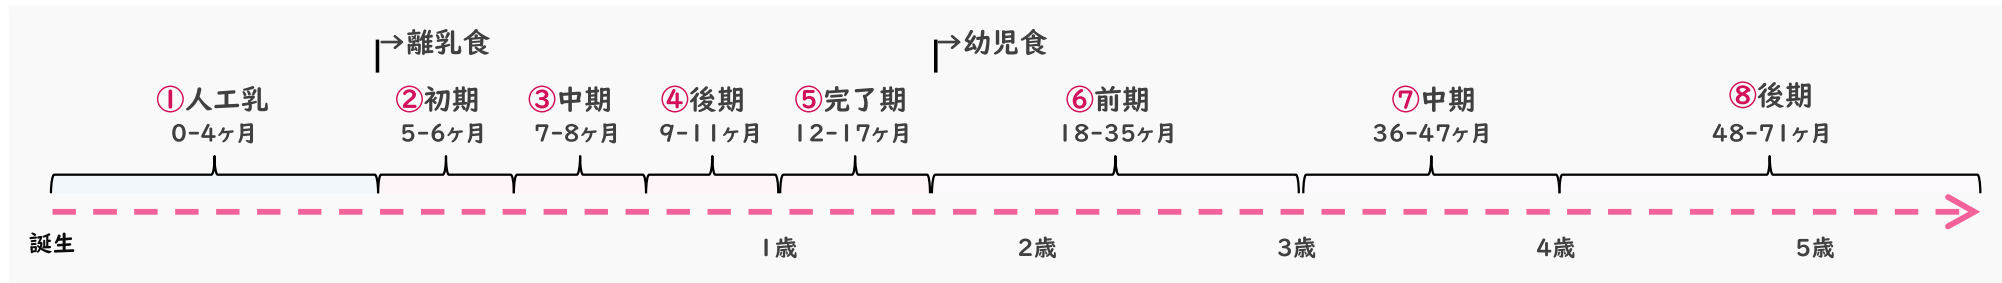 →離乳食
→幼児食
①人工乳
0-4ヶ月
②初期
5-6ヶ月
③中期
7-8ヶ月
④後期
9-11ヶ月
⑤完了期
12-17ヶ月
⑥前期
18-35ヶ月
⑦中期
36-47ヶ月
⑧後期
48-71ヶ月
誕生
1歳
2歳
3歳
4歳
5歳